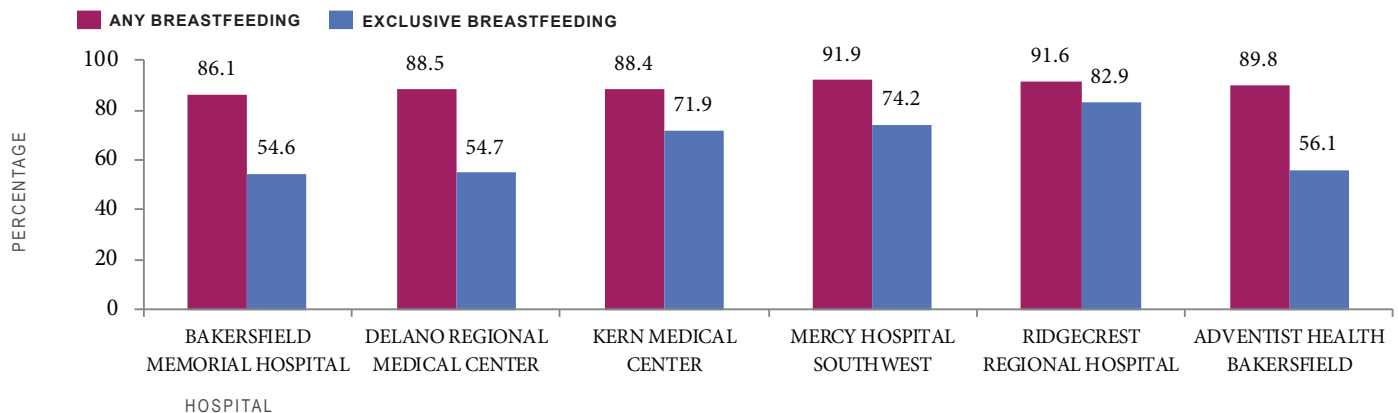 ANY BREASTFEEDING EXCLUSIVE BREASTFEEDING
PERCENTAGE
100
80
60
40
20
0
86.1 54.6
88.5 54.7
88.4 71.9
91.9 74.2
91.6 82.9
89.8 56.1
BAKERSFIELD
MEMORIAL HOSPITAL
DELANO REGIONAL
MEDICAL CENTER
KERN MEDICAL
CENTER
MERCY HOSPITAL
SOUTHWEST
RIDGECREST
REGIONAL HOSPITAL
ADVENTIST HEALTH
BAKERSFIELD
HOSPITAL